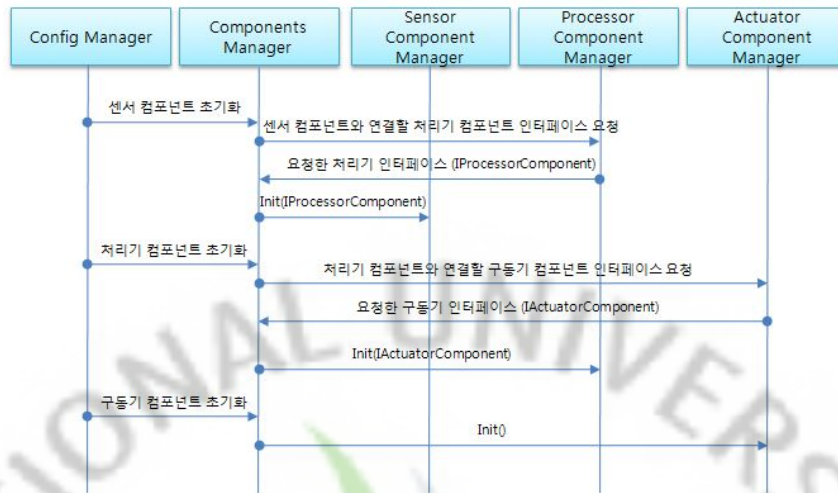 Config Manager
Components
Manager
Sensor
Component
Manager
Processor
Component
Manager
Actuator
Component
Manager
센서 컴포넌트 초기화
센서 컴포넌트와 연결할 처리기 컴포넌트 인터페이스 요청
요청한 처리기 인터페이스 (IProcessorComponent)
Init(IProcessorComponent)
처리기 컴포넌트 초기화
처리기 컴포넌트와 연결할 구동기 컴포넌트 인터페이스 요청
요청한 구동기 인터페이스 (IActuatorComponent)
Init(IActuatorComponent)
구동기 컴포넌트 초기화
Init()